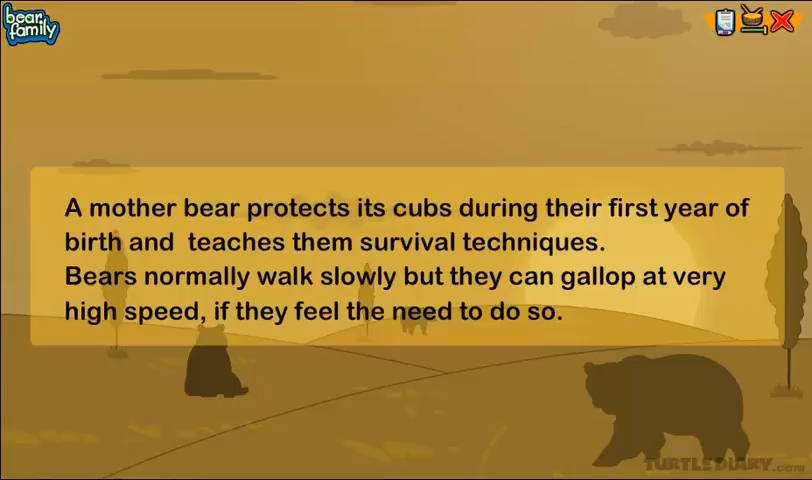 bear
family
A mother bear protects its cubs during their first year of
birth and teaches them survival techniques.
Bears normally walk slowly but they can gallop at very
high speed, if they feel the need to do so.
TURTLEDIARY.com